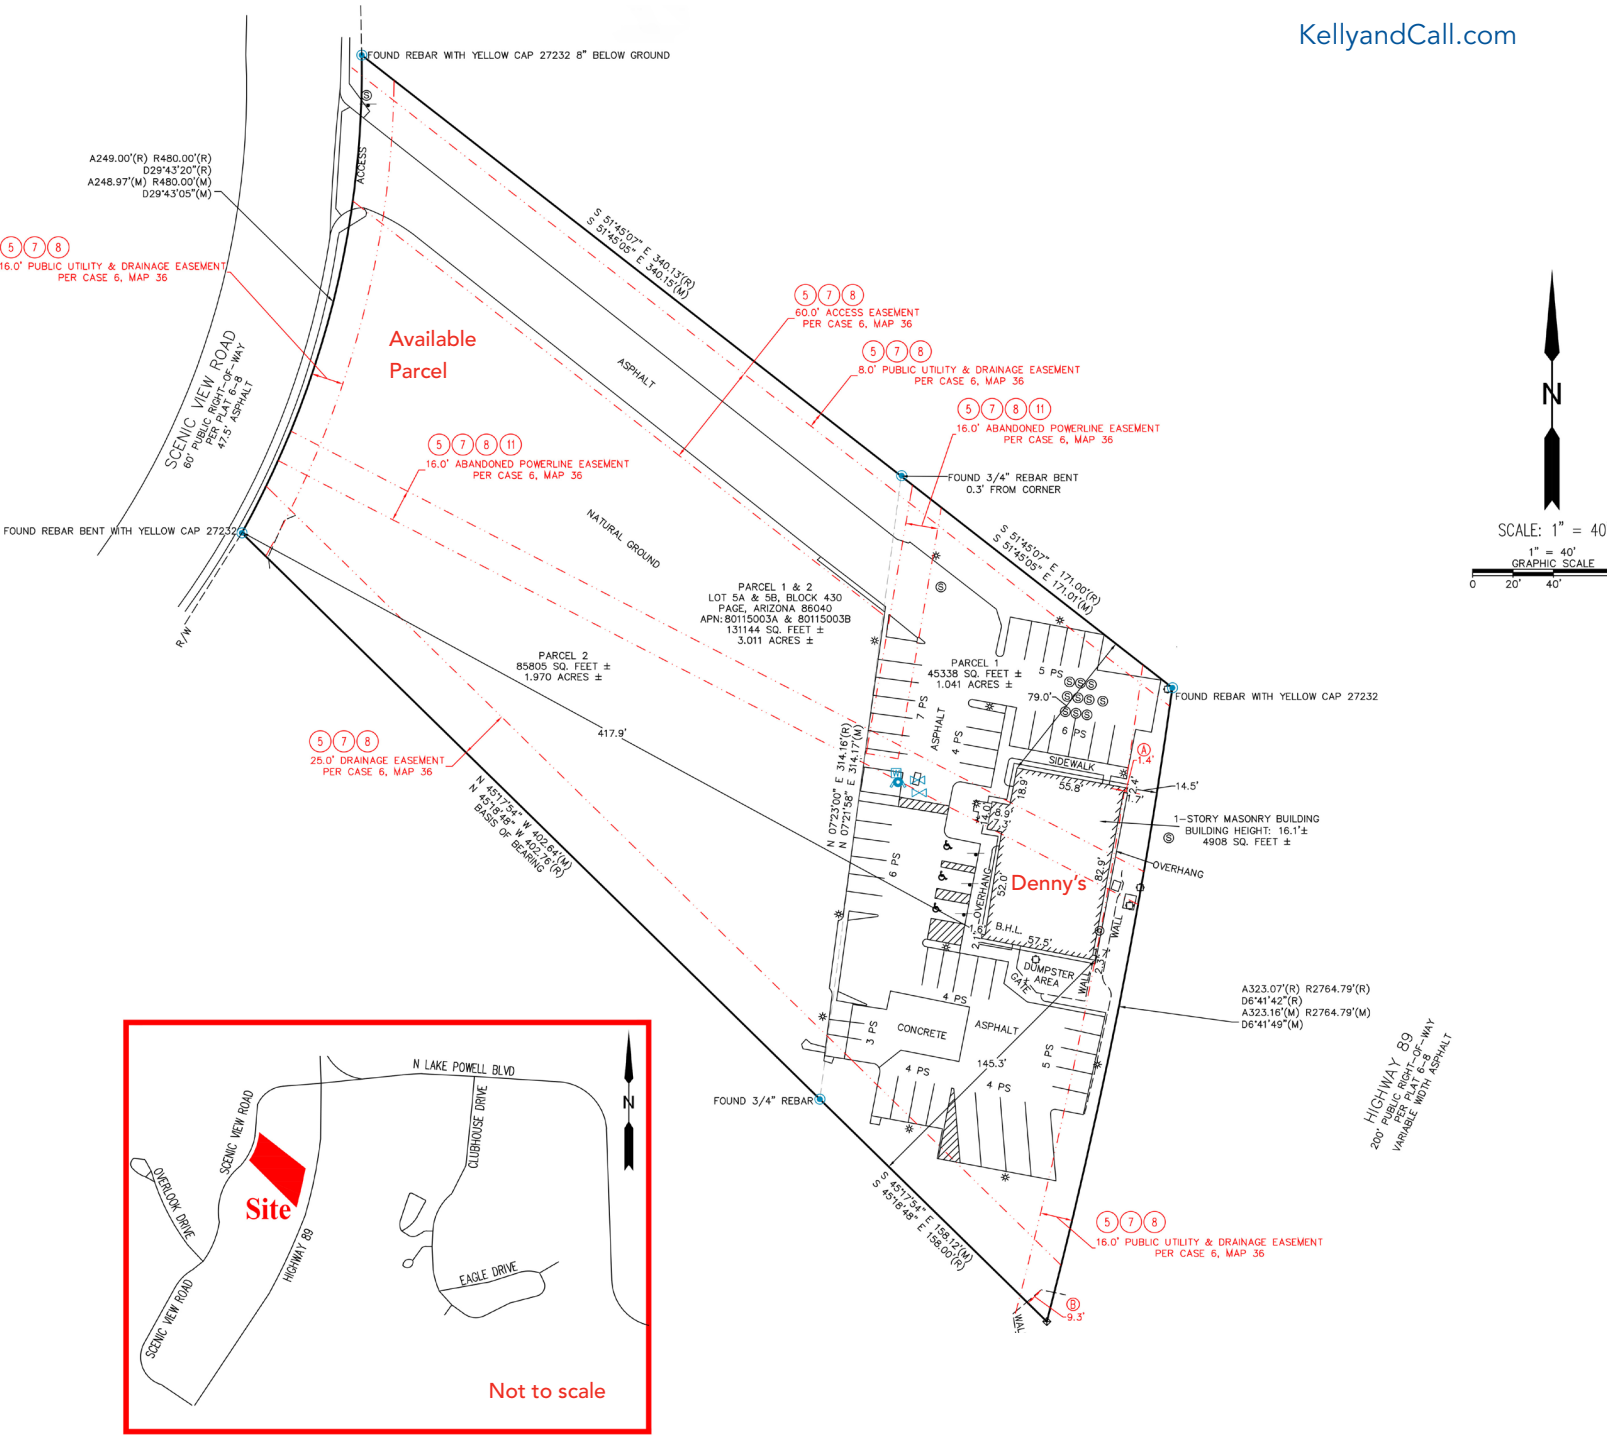 KellyandCall.com
FOUND REBAR WITH YELLOW CAP 27232 8" BELOW GROUND
S
ACCESS
A249.00'(R) R480.00'(R)
D29°43'20"(R)
A248.97'(M) R480.00'(M)
D29°43'05"(M)
S 51°45'07" E 340.13'(R)
S 51°45'05" E 340.15'(M)
5 7 8
16.0' PUBLIC UTILITY & DRAINAGE EASEMENT
PER CASE 6, MAP 36
5 7 8
60.0' ACCESS EASEMENT
PER CASE 6, MAP 36
Available
Parcel
5 7 8
8.0' PUBLIC UTILITY & DRAINAGE EASEMENT
PER CASE 6, MAP 36
ASPHALT
SCENIC VIEW ROAD
60' PUBLIC RIGHT-OF-WAY
PER PLAT 6-8
47.5' ASPHALT
5 7 8 11
16.0' ABANDONED POWERLINE EASEMENT
PER CASE 6, MAP 36
5 7 8 11
16.0' ABANDONED POWERLINE EASEMENT
PER CASE 6, MAP 36
FOUND 3/4" REBAR BENT
0.3' FROM CORNER
N
SCALE: 1" = 40
1" = 40'
GRAPHIC SCALE
0 20' 40'
FOUND REBAR BENT WITH YELLOW CAP 27232
NATURAL GROUND
S 51°45'07" E 171.00'(R)
S 51°45'05" E 171.01'(M)
R/W
PARCEL 1 & 2
LOT 5A & 5B, BLOCK 430
PAGE, ARIZONA 86040
APN: 80115003A & 80115003B
131144 SQ. FEET ±
3.011 ACRES ±
PARCEL 2
85805 SQ. FEET ±
1.970 ACRES ±
PARCEL 1
45338 SQ. FEET ±
1.041 ACRES ±
5 PS
79.0'
FOUND REBAR WITH YELLOW CAP 27232
7 PS
ASPHALT
4 PS
6 PS
417.9'
5 7 8
25.0' DRAINAGE EASEMENT
PER CASE 6, MAP 36
N 07°23'00" E 314.16'(R)
N 07°21'58" E 314.17'(M)
A
1.4'
SIDEWALK
18.9'
55.8'
2.4'
1.7'
14.5'
N 45°17'54" W 402.64'(M)
N 45°18'48" W 402.76'(R)
BASIS OF BEARING
14.0'
8.9'
7.3'
1-STORY MASONRY BUILDING
BUILDING HEIGHT: 16.1'±
4908 SQ. FEET ±
OVERHANG
6 PS
82.9'
Denny's
52.0'
OVERHANG
1.6'
B.H.L.
57.5'
WALL
DUMPSTER
AREA
GATE
WALL
4 PS
CONCRETE
ASPHALT
3 PS
145.3'
5 PS
4 PS
4 PS
A323.07'(R) R2764.79'(R)
D6°41'42"(R)
A323.16'(M) R2764.79'(M)
D6°41'49"(M)
HIGHWAY 89
200' PUBLIC RIGHT-OF-WAY
PER PLAT 6-8
VARIABLE WIDTH ASPHALT
FOUND 3/4" REBAR
S 45°17'54" E 158.12'(M)
S 45°18'48" E 158.00'(R)
5 7 8
16.0' PUBLIC UTILITY & DRAINAGE EASEMENT
PER CASE 6, MAP 36
B
9.3'
WAL
N LAKE POWELL BLVD
SCENIC VIEW ROAD
CLUBHOUSE DRIVE
N
OVERLOOK DRIVE
Site
HIGHWAY 89
EAGLE DRIVE
SCENIC VIEW ROAD
Not to scale